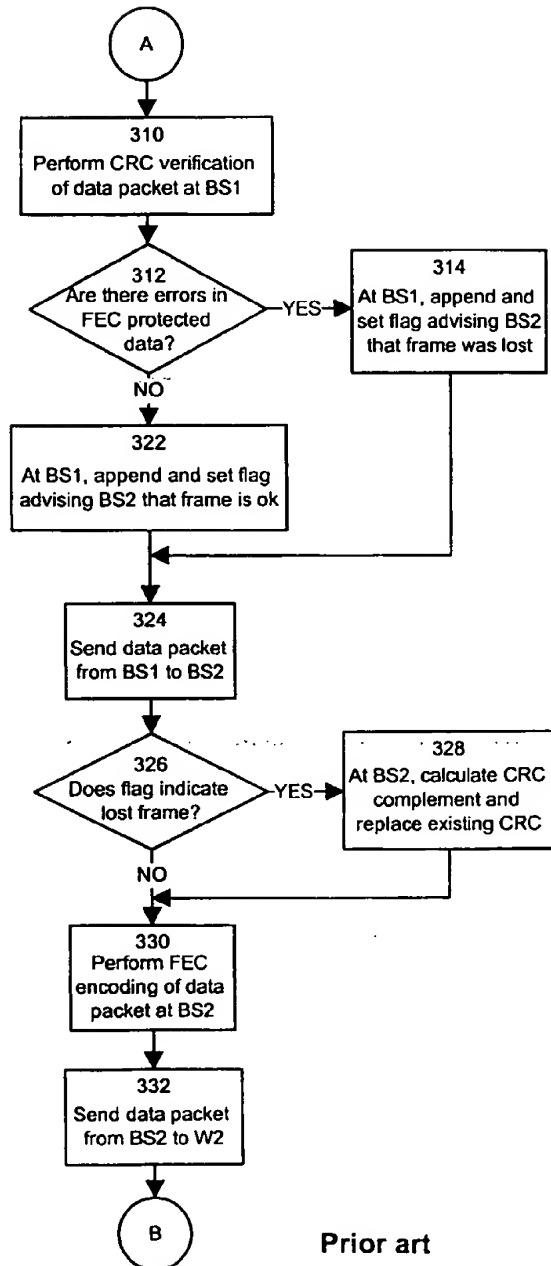 A
310
Perform CRC verification
of data packet at BS1
312
Are there errors in
FEC protected
data?
YES
314
At BS1, append and
set flag advising BS2
that frame was lost
NO
322
At BS1, append and set flag
advising BS2 that frame is ok
324
Send data packet
from BS1 to BS2
326
Does flag indicate
lost frame?
YES
328
At BS2, calculate CRC
complement and
replace existing CRC
NO
330
Perform FEC
encoding of data
packet at BS2
332
Send data packet
from BS2 to W2
B
Prior art